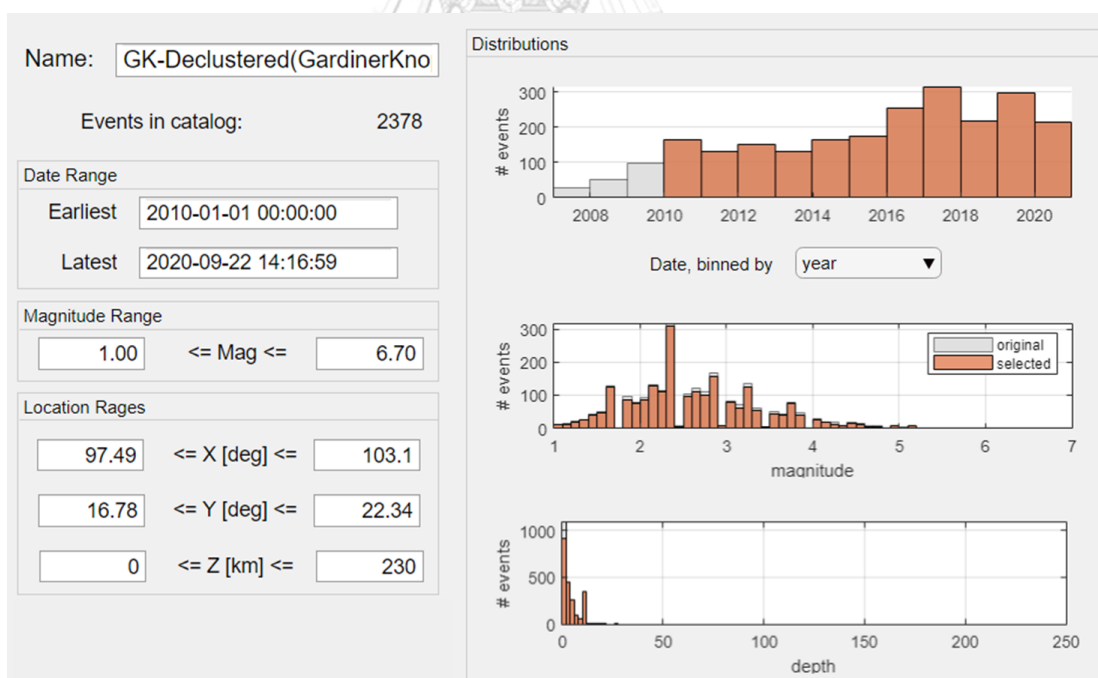 Name: GK-Declustered(GardinerKno
Events in catalog: 2378
Date Range
Earliest 2010-01-01 00:00:00
Latest 2020-09-22 14:16:59
Magnitude Range
1.00 <= Mag <= 6.70
Location Rages
97.49 <= X [deg] <= 103.1
16.78 <= Y [deg] <= 22.34
0 <= Z [km] <= 230
Distributions
# events
300
200
100
0
2008 2010 2012 2014 2016 2018 2020
Date, binned by year ▼
# events
300
200
100
0
original
selected
1 2 3 4 5 6 7
magnitude
# events
1000
500
0
0 50 100 150 200 250
depth